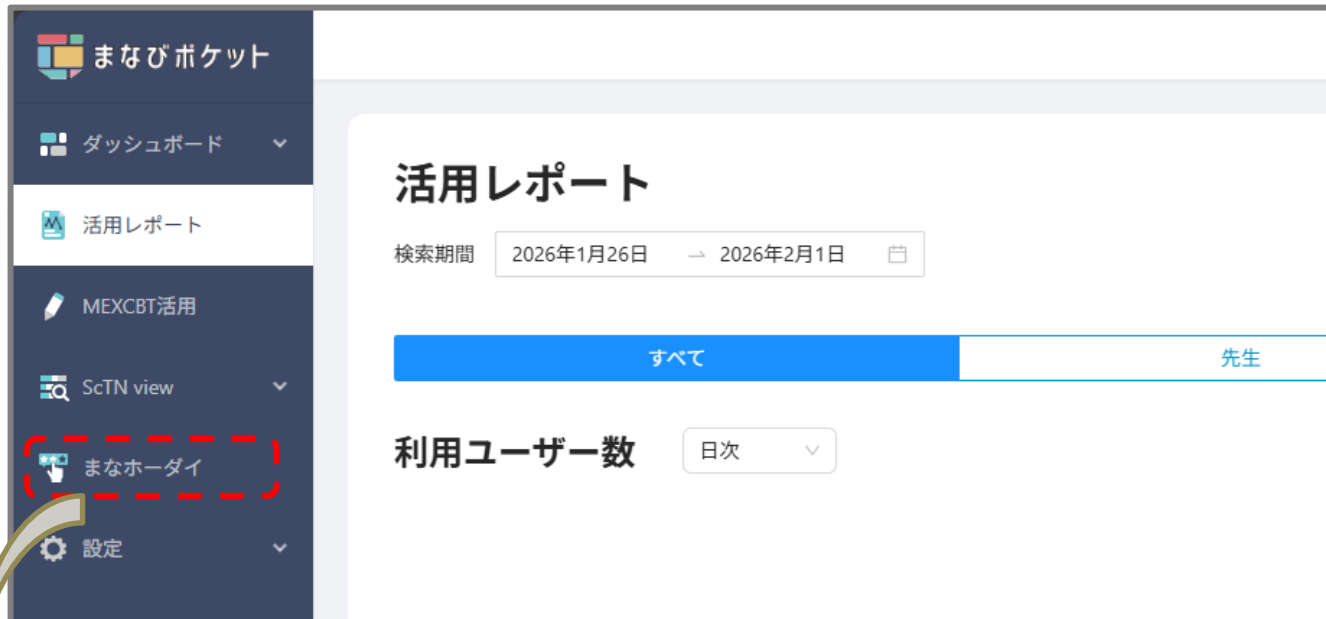 まなびポケット
ダッシュボード
活用レポート
MEXCBT活用
ScTN view
まなホーダイ
設定
活用レポート
検索期間 2026年1月26日 → 2026年2月1日
すべて 先生
利用ユーザー数 日次